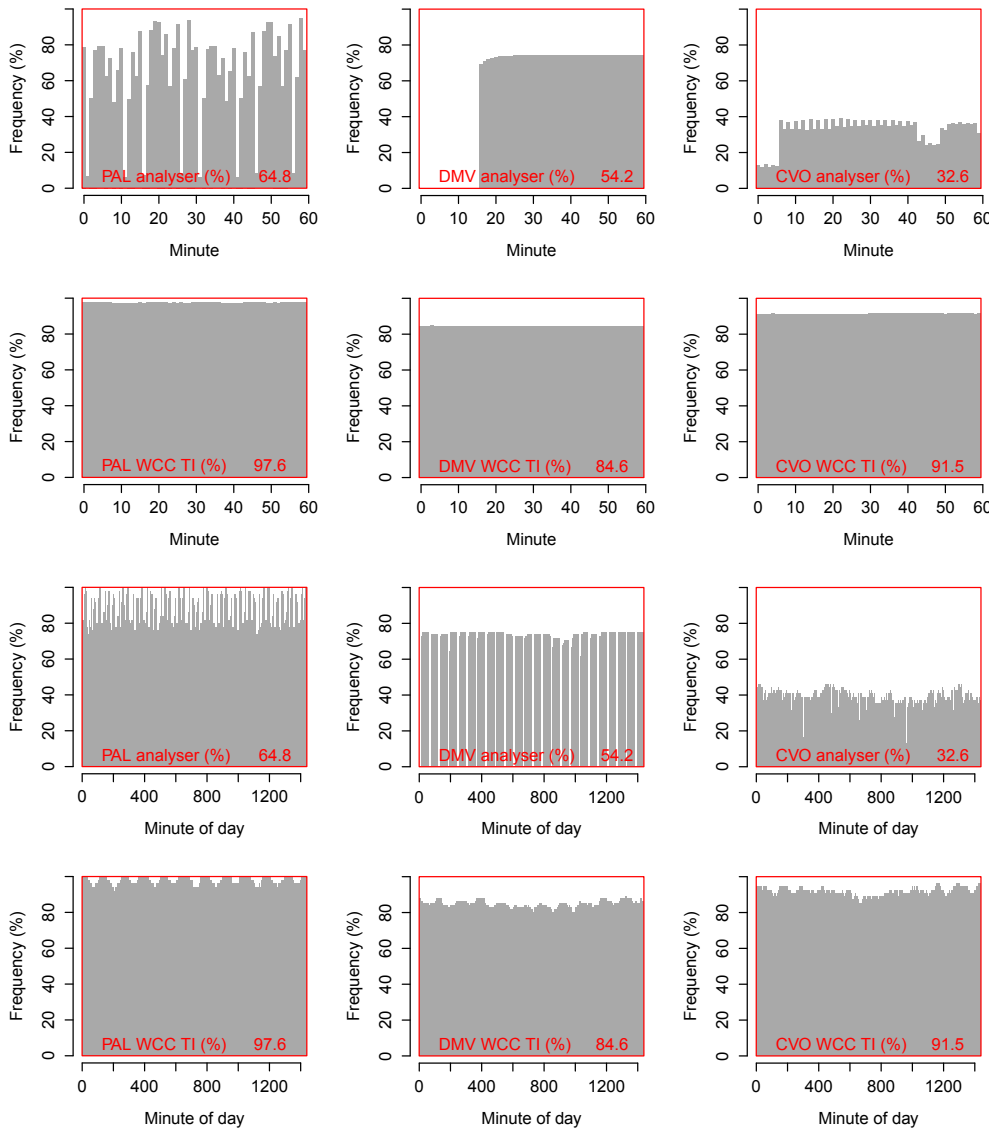 Frequency (%)
0 20 40 60 80
PAL analyser (%) 64.8
0 10 20 30 40 50 60
Minute
Frequency (%)
0 20 40 60 80
DMV analyser (%) 54.2
0 10 20 30 40 50 60
Minute
Frequency (%)
0 20 40 60 80
CVO analyser (%) 32.6
0 10 20 30 40 50 60
Minute
Frequency (%)
0 20 40 60 80
PAL WCC TI (%) 97.6
0 10 20 30 40 50 60
Minute
Frequency (%)
0 20 40 60 80
DMV WCC TI (%) 84.6
0 10 20 30 40 50 60
Minute
Frequency (%)
0 20 40 60 80
CVO WCC TI (%) 91.5
0 10 20 30 40 50 60
Minute
Frequency (%)
0 20 40 60 80
PAL analyser (%) 64.8
0 400 800 1200
Minute of day
Frequency (%)
0 20 40 60 80
DMV analyser (%) 54.2
0 400 800 1200
Minute of day
Frequency (%)
0 20 40 60 80
CVO analyser (%) 32.6
0 400 800 1200
Minute of day
Frequency (%)
0 20 40 60 80
PAL WCC TI (%) 97.6
0 400 800 1200
Minute of day
Frequency (%)
0 20 40 60 80
DMV WCC TI (%) 84.6
0 400 800 1200
Minute of day
Frequency (%)
0 20 40 60 80
CVO WCC TI (%) 91.5
0 400 800 1200
Minute of day